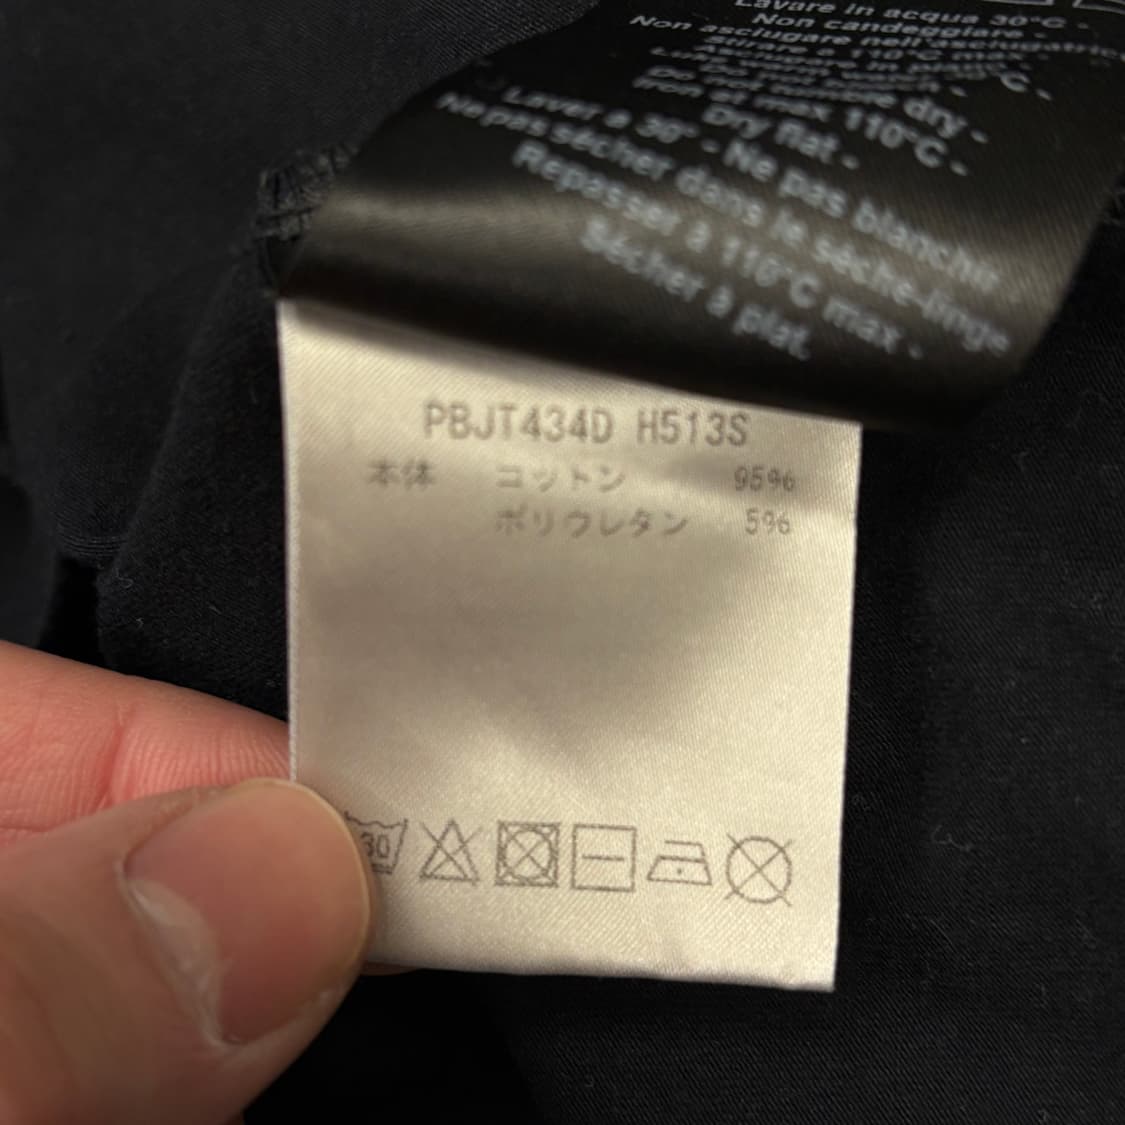 Lavare in acqua 30°C -
Non candeggiare -
Non asciugare nell'asciugatrice
Stirare a 110°C max -
dry -
Iron at max 110°C -
Dry flat. -
Laver a 30° - Ne pas blanchir
Ne pas sécher dans le sèche-linge
Repasser à 110°C max -
Sécher à plat.
PBJT434D H513S
本体 コットン 95%
ポリウレタン 5%
30